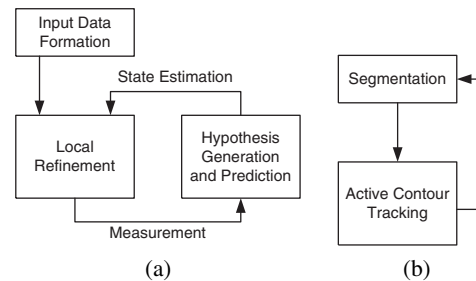 Input Data
Formation
State Estimation
Local
Refinement
Hypothesis
Generation
and Prediction
Measurement
(a)
Segmentation
Active Contour
Tracking
(b)